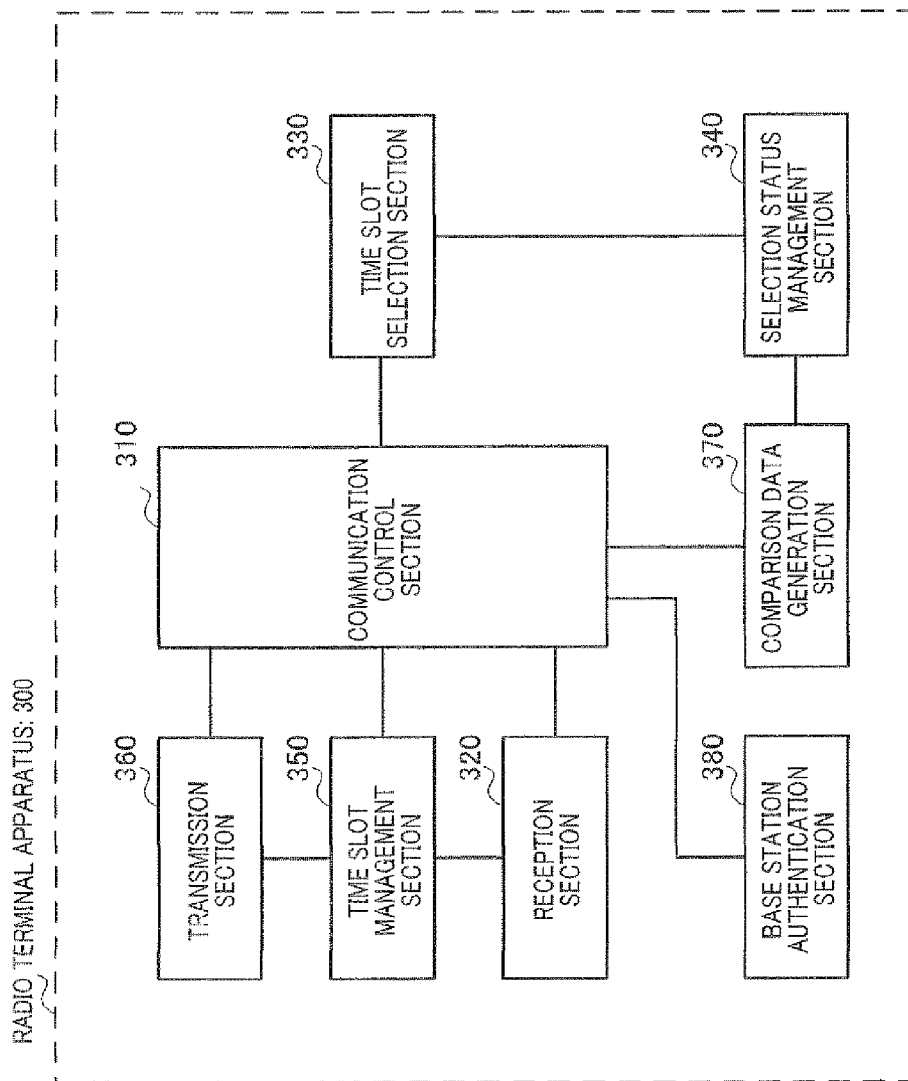 RADIO TERMINAL APPARATUS: 300
360
TRANSMISSION
SECTION
350
TIME SLOT
MANAGEMENT
SECTION
320
RECEPTION
SECTION
310
COMMUNICATION
CONTROL
SECTION
330
TIME SLOT
SELECTION SECTION
380
BASE STATION
AUTHENTICATION
SECTION
370
COMPARISON DATA
GENERATION
SECTION
340
SELECTION STATUS
MANAGEMENT
SECTION